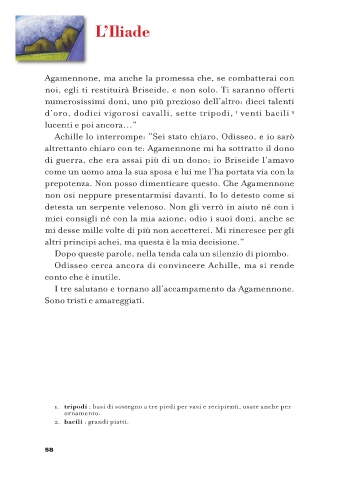 L'Iliade
Agamennone, ma anche la promessa che, se combatterai con
noi, egli ti restituirà Briseide, e non solo. Ti saranno offerti
numerosissimi doni, uno più prezioso dell'altro: dieci talenti
d'oro, dodici vigorosi cavalli, sette tripodi, ¹ venti bacili ²
lucenti e poi ancora..."
Achille lo interrompe: "Sei stato chiaro, Odisseo, e io sarò
altrettanto chiaro con te: Agamennone mi ha sottratto il dono
di guerra, che era assai più di un dono; io Briseide l'amavo
come un uomo ama la sua sposa e lui me l'ha portata via con la
prepotenza. Non posso dimenticare questo. Che Agamennone
non osi neppure presentarmisi davanti. Io lo detesto come si
detesta un serpente velenoso. Non gli verrò in aiuto né con i
miei consigli né con la mia azione; odio i suoi doni, anche se
mi desse mille volte di più non accetterei. Mi rincresce per gli
altri principi achei, ma questa è la mia decisione."
Dopo queste parole, nella tenda cala un silenzio di piombo.
Odisseo cerca ancora di convincere Achille, ma si rende
conto che è inutile.
I tre salutano e tornano all'accampamento da Agamennone.
Sono tristi e amareggiati.
1. tripodi : basi di sostegno a tre piedi per vasi e recipienti, usate anche per
ornamento.
2. bacili : grandi piatti.
58